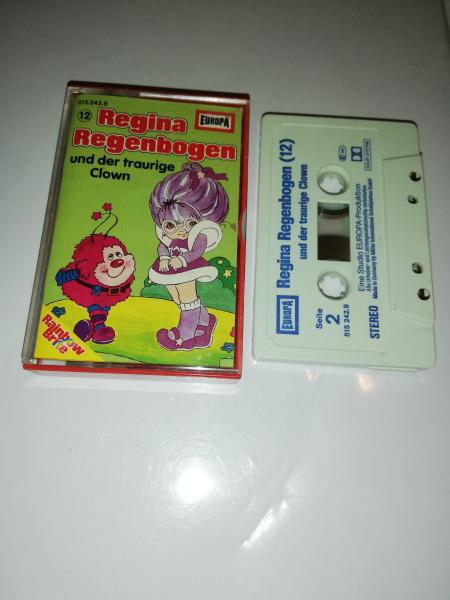 515 242.9
12 Regina
Regenbogen
EUROPA
und der traurige
Clown
Rainbow
Brite
EUROPA
Regina Regenbogen (12)
und der traurige Clown
Seite
2
515 242.9
STEREO
Eine Studio EUROPA-Produktion